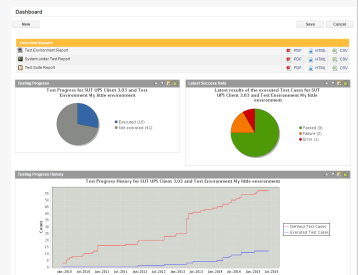 Dashboard
New
Save
Cancel
Overview Reports
Test Environment Report
PDF
HTML
CSV
System under Test Report
PDF
HTML
CSV
Test Suite Report
PDF
HTML
CSV
Testing Progress
Test Progress for SUT UPS Client 3.03 and Test
Environment My little environment
Executed (16)
Not executed (41)
Latest Success Rate
Latest results of the executed Test Cases for SUT
UPS Client 3.03 and Test Environment My little
environment
Passed (9)
Failure (2)
Error (1)
Testing Progress History
Test Progress History for SUT UPS Client 3.03 and Test Environment My little environment
Count
Defined Test Cases
Executed Test Cases